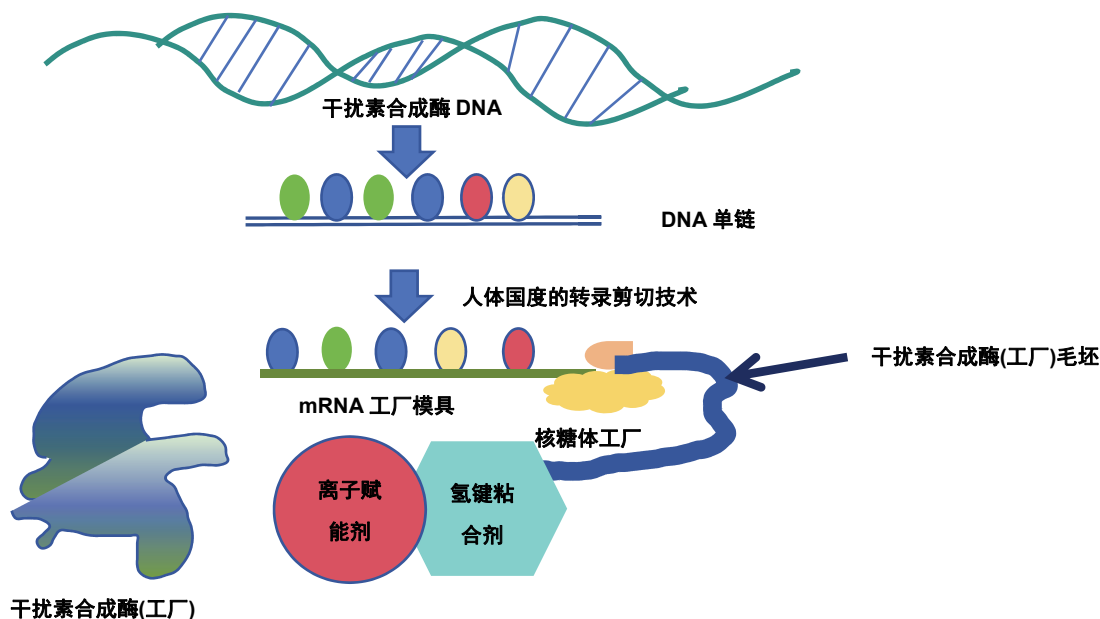 干扰素合成酶 DNA
DNA 单链
人体国度的转录剪切技术
干扰素合成酶(工厂)毛坯
mRNA 工厂模具
核糖体工厂
离子赋
能剂
氢键粘
合剂
干扰素合成酶(工厂)